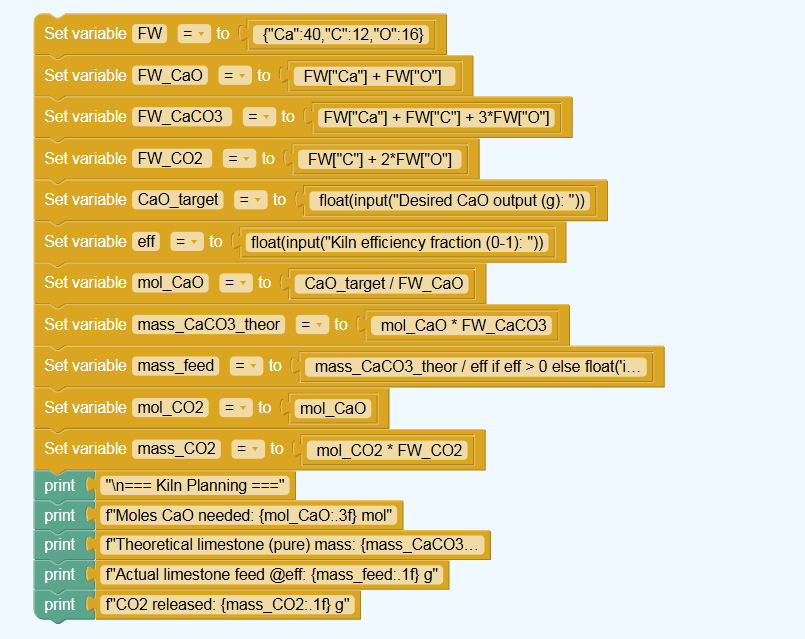 Set variable FW = to {"Ca":40,"C":12,"O":16}
Set variable FW_CaO = to FW["Ca"] + FW["O"]
Set variable FW_CaCO3 = to FW["Ca"] + FW["C"] + 3*FW["O"]
Set variable FW_CO2 = to FW["C"] + 2*FW["O"]
Set variable CaO_target = to float(input("Desired CaO output (g): "))
Set variable eff = to float(input("Kiln efficiency fraction (0-1): "))
Set variable mol_CaO = to CaO_target / FW_CaO
Set variable mass_CaCO3_theor = to mol_CaO * FW_CaCO3
Set variable mass_feed = to mass_CaCO3_theor / eff if eff > 0 else float('i...
Set variable mol_CO2 = to mol_CaO
Set variable mass_CO2 = to mol_CO2 * FW_CO2
print "\n=== Kiln Planning ==="
print f"Moles CaO needed: {mol_CaO:.3f} mol"
print f"Theoretical limestone (pure) mass: {mass_CaCO3...
print f"Actual limestone feed @eff: {mass_feed:.1f} g"
print f"CO2 released: {mass_CO2:.1f} g"